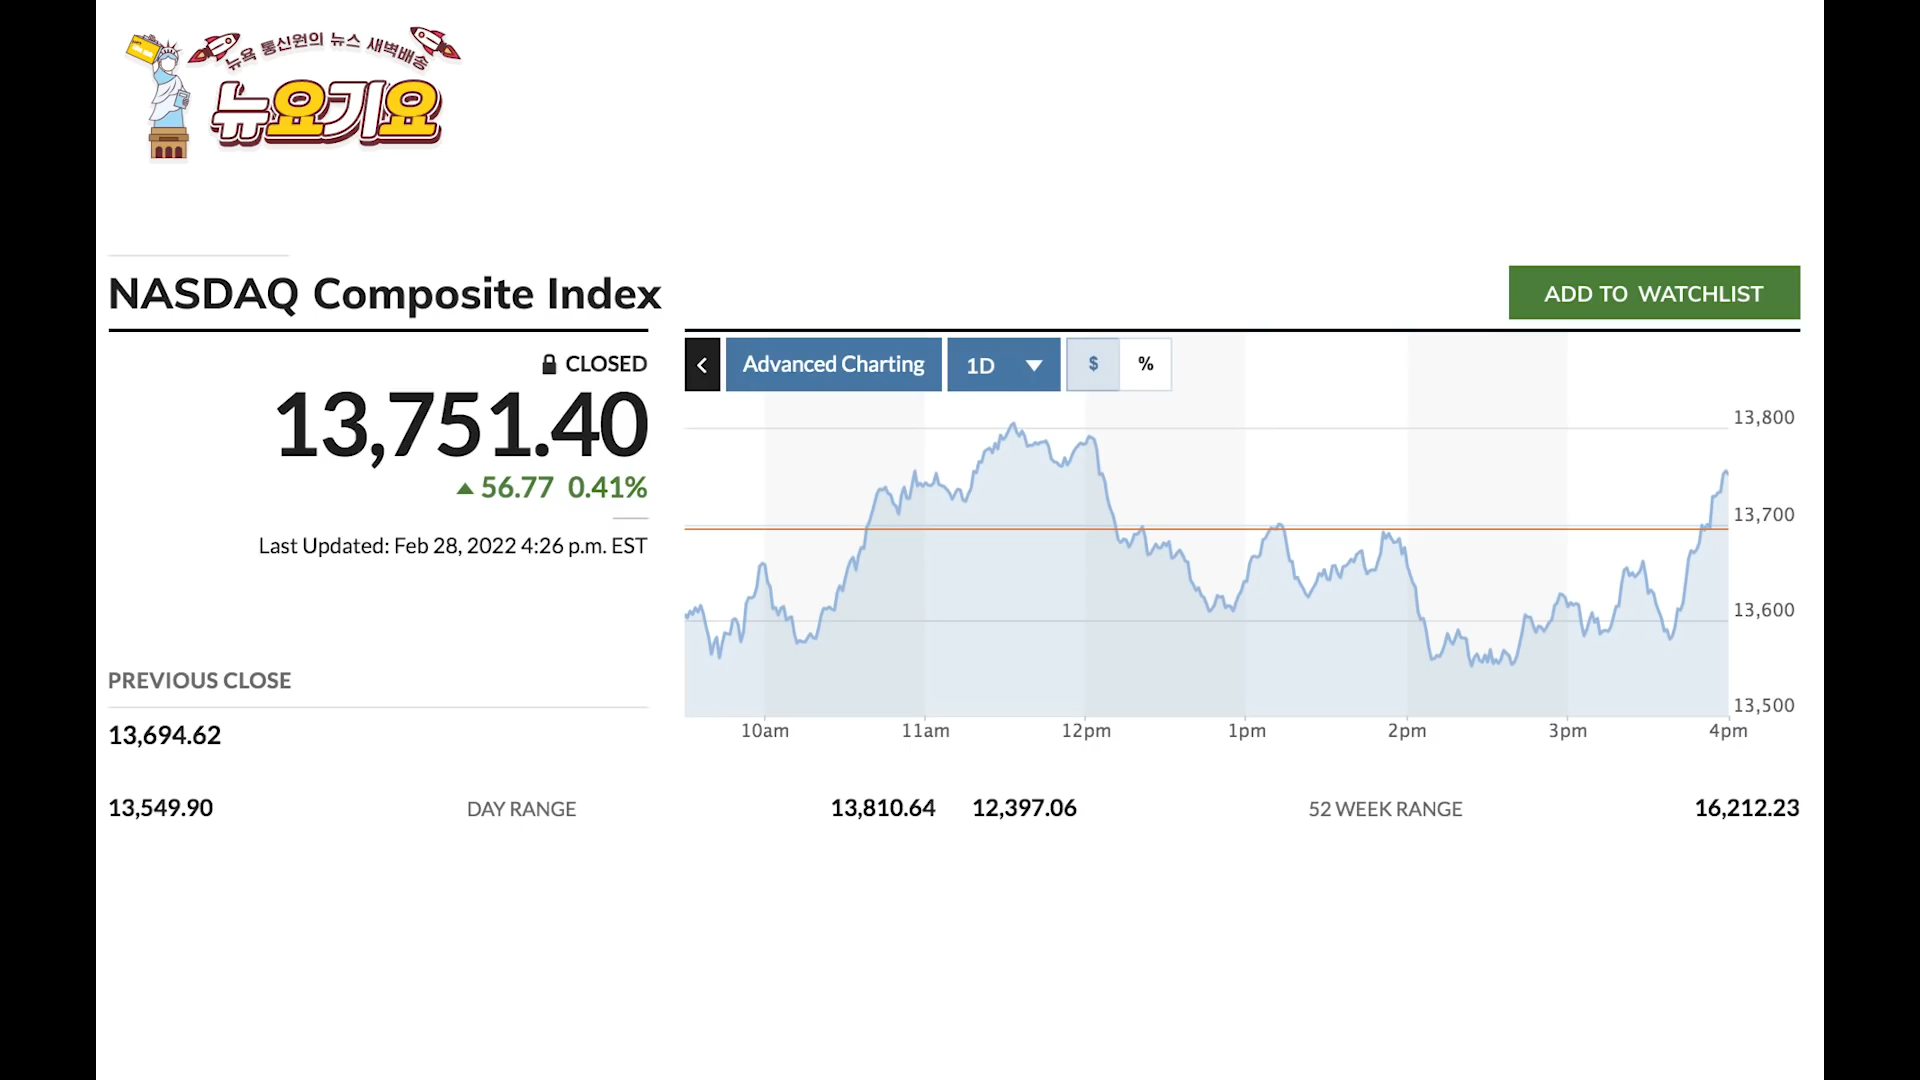 뉴욕 통신원의 뉴스 새벽배송
뉴요기요
NASDAQ Composite Index
ADD TO WATCHLIST
CLOSED
13,751.40
▲ 56.77 0.41%
Last Updated: Feb 28, 2022 4:26 p.m. EST
PREVIOUS CLOSE
13,694.62
Advanced Charting 1D $ %
13,800
13,700
13,600
13,500
10am 11am 12pm 1pm 2pm 3pm 4pm
13,549.90 DAY RANGE 13,810.64 12,397.06 52 WEEK RANGE 16,212.23